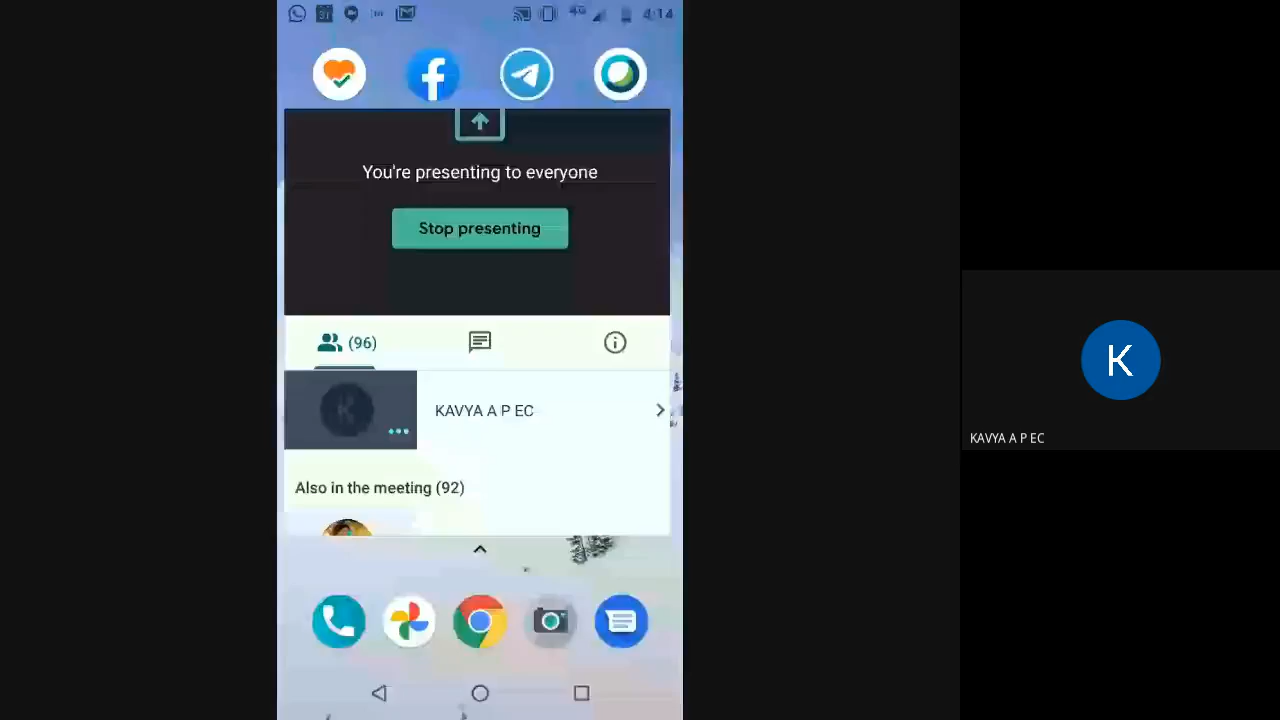 4G 4:14
You're presenting to everyone
Stop presenting
(96)
KAVYA A P EC
Also in the meeting (92)
K
KAVYA A P EC